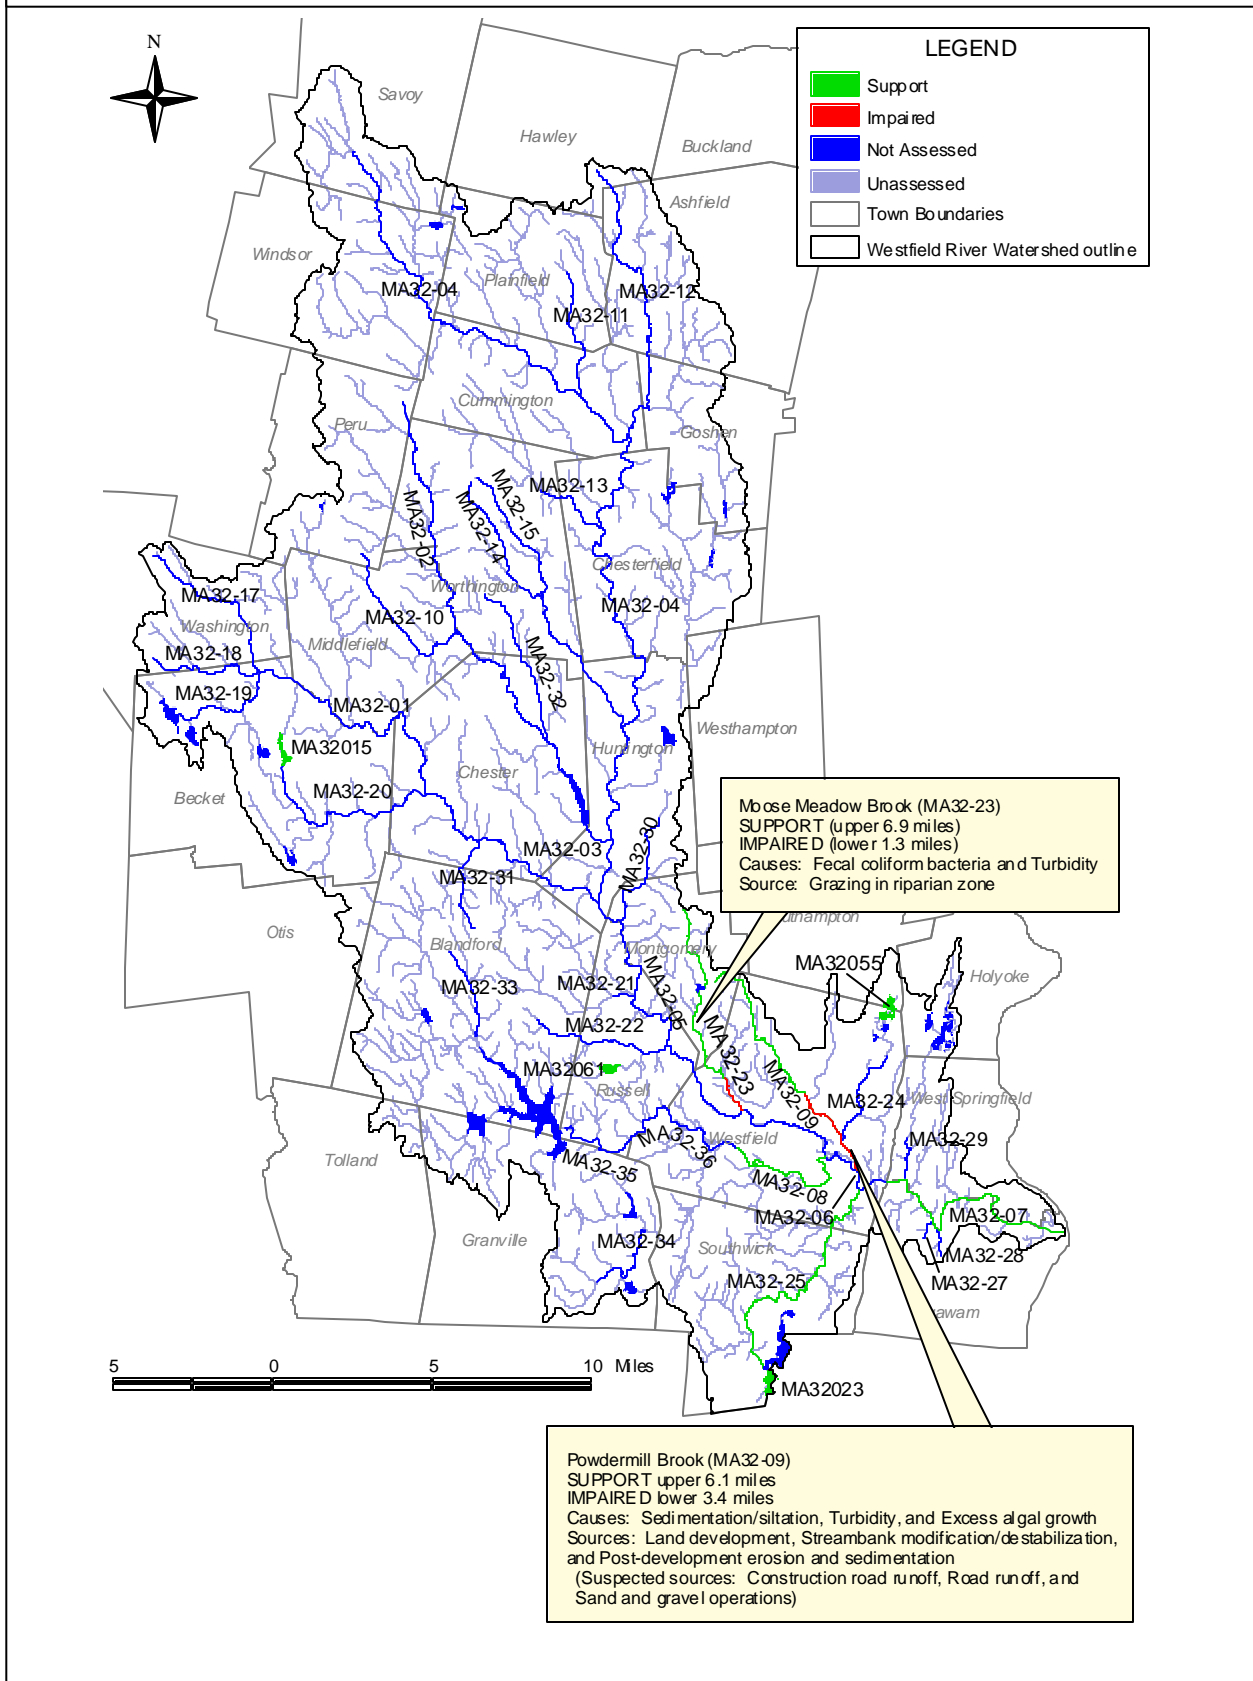 N
LEGEND
Support
Impaired
Not Assessed
Unassessed
Town Boundaries
Westfield River Watershed outline
Savoy
Hawley
Buckland
Ashfield
Windsor
Plainfield
MA32-04
MA32-11
MA32-12
Cummington
Peru
Goshen
MA32-13
MA32-15
MA32-14
MA32-02
Worthington
Chesterfield
MA32-04
MA32-17
Washington
MA32-10
Middlefield
MA32-18
MA32-19
MA32-01
MA32-32
Westhampton
MA32015
Huntington
Chester
MA32-20
Becket
MA32-03
MA32-30
MA32-31
Moose Meadow Brook (MA32-23)
SUPPORT (upper 6.9 miles)
IMPAIRED (lower 1.3 miles)
Causes: Fecal coliform bacteria and Turbidity
Source: Grazing in riparian zone
uthampton
Otis
Blandford
Montgomery
MA32055
Holyoke
MA32-33
MA32-21
MA32-05
MA32-22
MA32-23
MA32061
Russell
MA32-09
MA32-24
West Springfield
MA32-29
Westfield
MA32-36
Tolland
MA32-35
MA32-08
MA32-06
MA32-07
Granville
MA32-34
Southwick
MA32-28
MA32-25
MA32-27
awam
5 0 5 10 Miles
MA32023
Powdermill Brook (MA32-09)
SUPPORT upper 6.1 miles
IMPAIRED lower 3.4 miles
Causes: Sedimentation/siltation, Turbidity, and Excess algal growth
Sources: Land development, Streambank modification/destabilization,
and Post-development erosion and sedimentation
(Suspected sources: Construction road runoff, Road runoff, and
Sand and gravel operations)